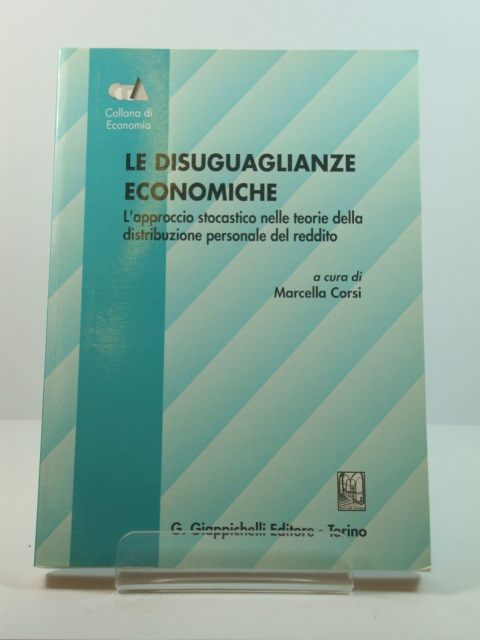 Collana di
Economia
LE DISUGUAGLIANZE
ECONOMICHE
L'approccio stocastico nelle teorie della
distribuzione personale del reddito
a cura di
Marcella Corsi
G. Giappichelli Editore - Torino